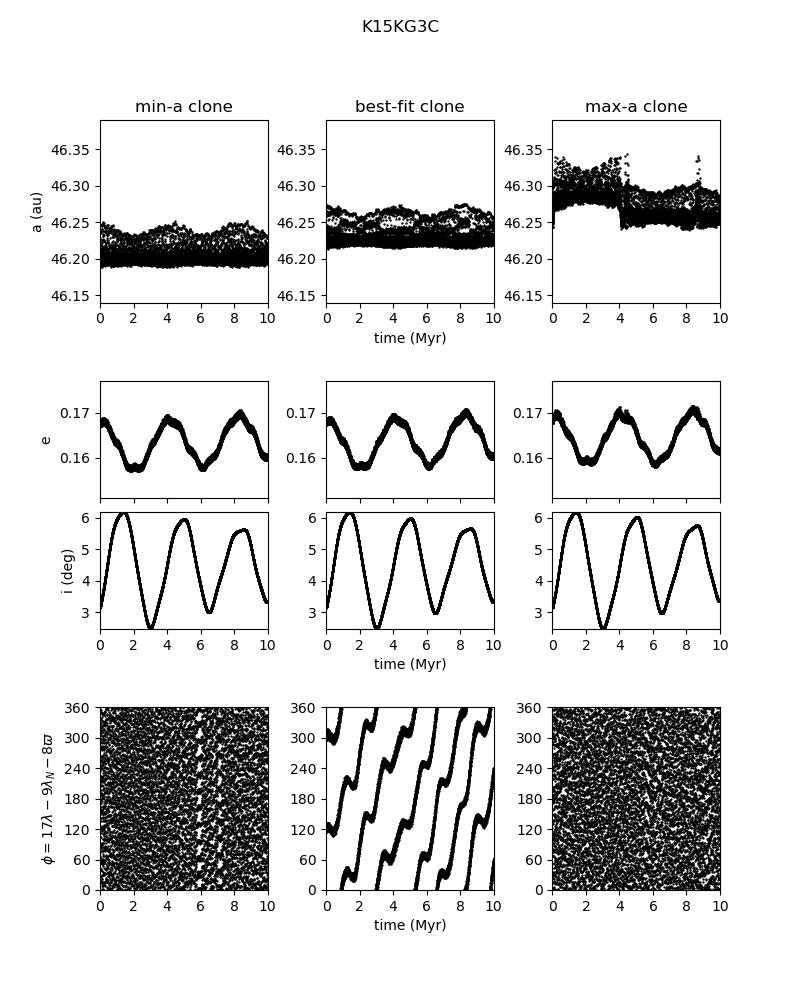 K15KG3C
min-a clone best-fit clone max-a clone
46.35 46.35 46.35
46.30 46.30 46.30
46.25 46.25 46.25
46.20 46.20 46.20
46.15 46.15 46.15
a (au)
0 2 4 6 8 10 0 2 4 6 8 10 0 2 4 6 8 10
time (Myr)
0.17 0.17 0.17
0.16 0.16 0.16
e
6 6 6
5 5 5
4 4 4
3 3 3
i (deg)
0 2 4 6 8 10 0 2 4 6 8 10 0 2 4 6 8 10
time (Myr)
360 360 360
300 300 300
240 240 240
180 180 180
120 120 120
60 60 60
0 0 0
ϕ = 17λ − 9λ_N − 8ϖ
0 2 4 6 8 10 0 2 4 6 8 10 0 2 4 6 8 10
time (Myr)